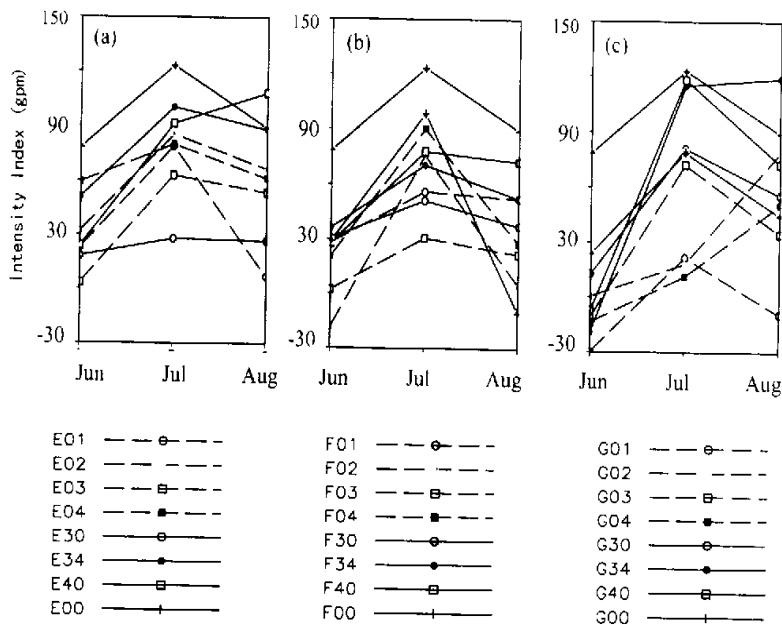 150
90
30
-30
Intensity Index (gpm)
(a)
Jun Jul Aug
150
90
30
-30
(b)
Jun Jul Aug
150
90
30
-30
(c)
Jun Jul Aug
E01
E02
E03
E04
E30
E34
E40
E00
F01
F02
F03
F04
F30
F34
F40
F00
G01
G02
G03
G04
G30
G34
G40
G00